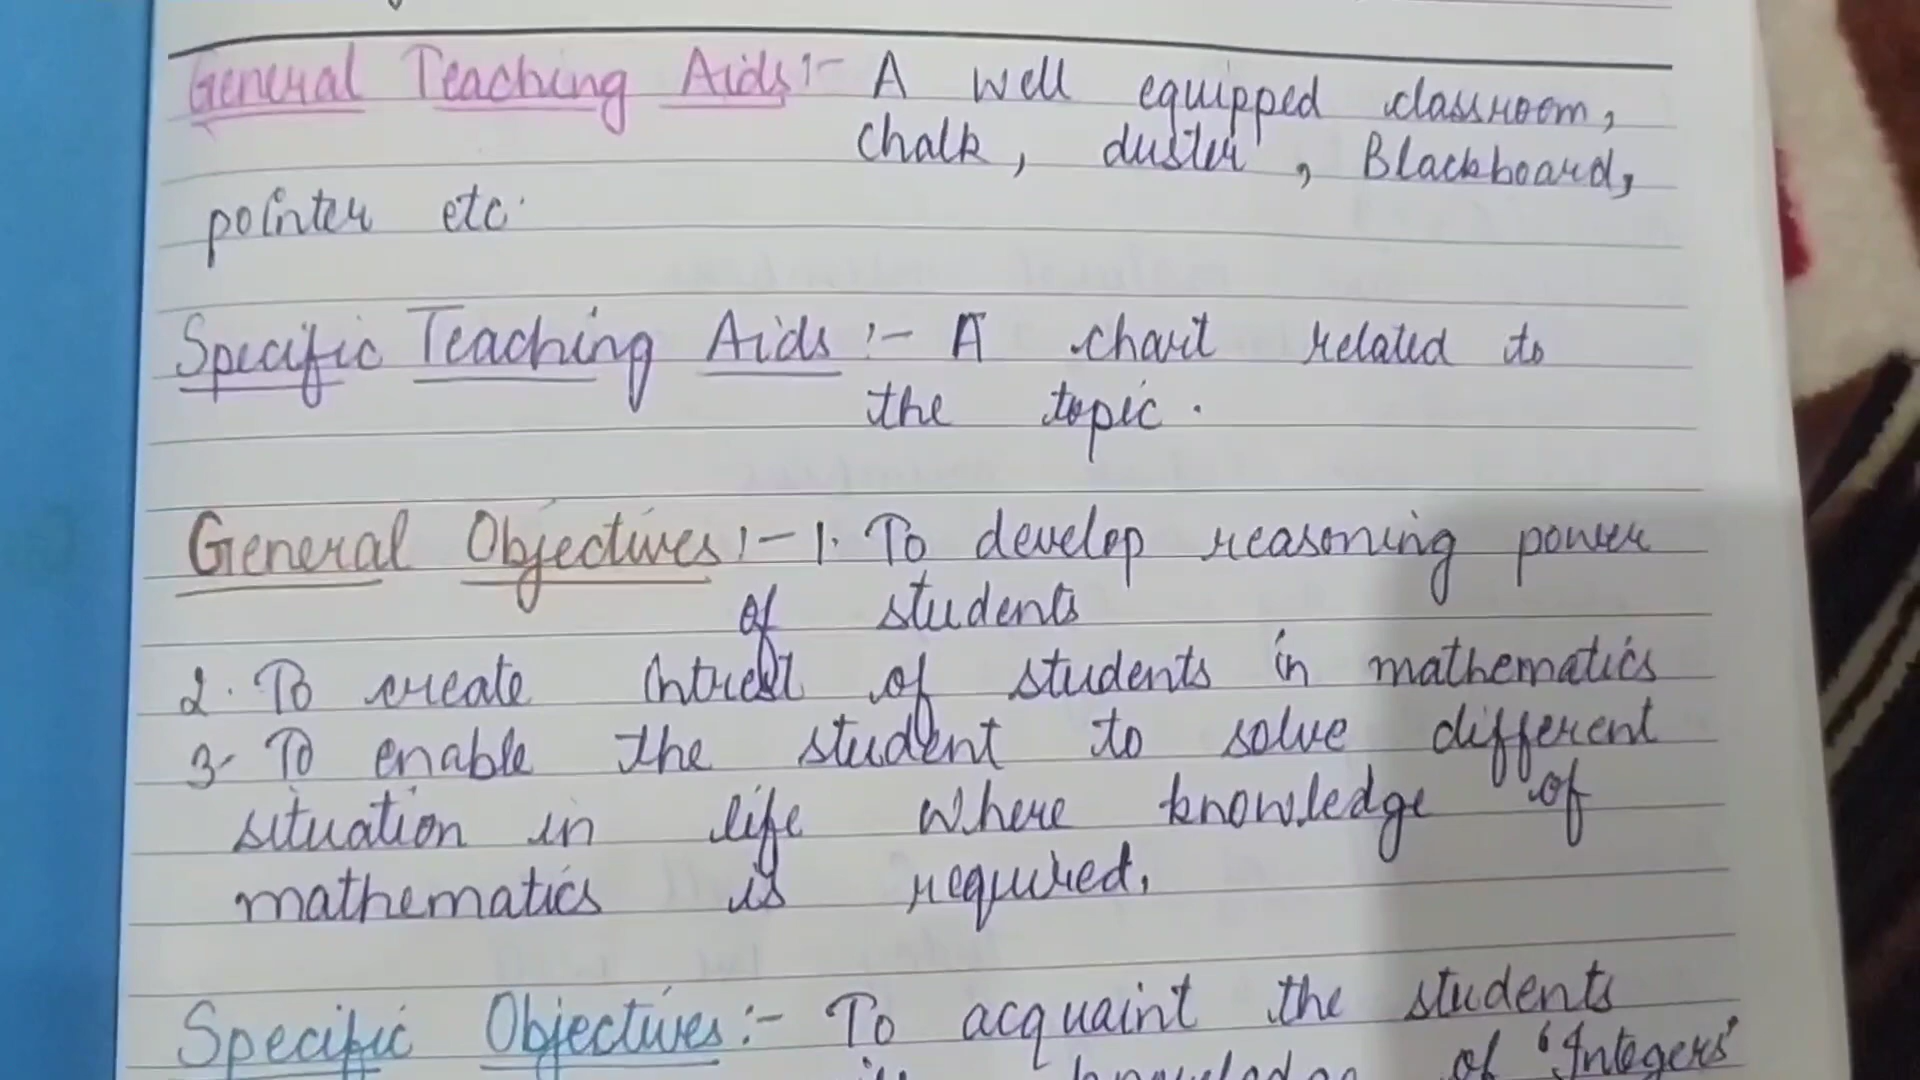 General Teaching Aids:- A well equipped classroom,
chalk, duster, Blackboard,
pointer etc.
Specific Teaching Aids:- A chart related to
the topic.
General Objectives:- 1. To develop reasoning power
of students
2. To create intrest of students in mathematics
3- To enable the student to solve different
situation in life where knowledge of
mathematics is required.
Specific Objectives:- To acquaint the students
knowledge of 'Integers'